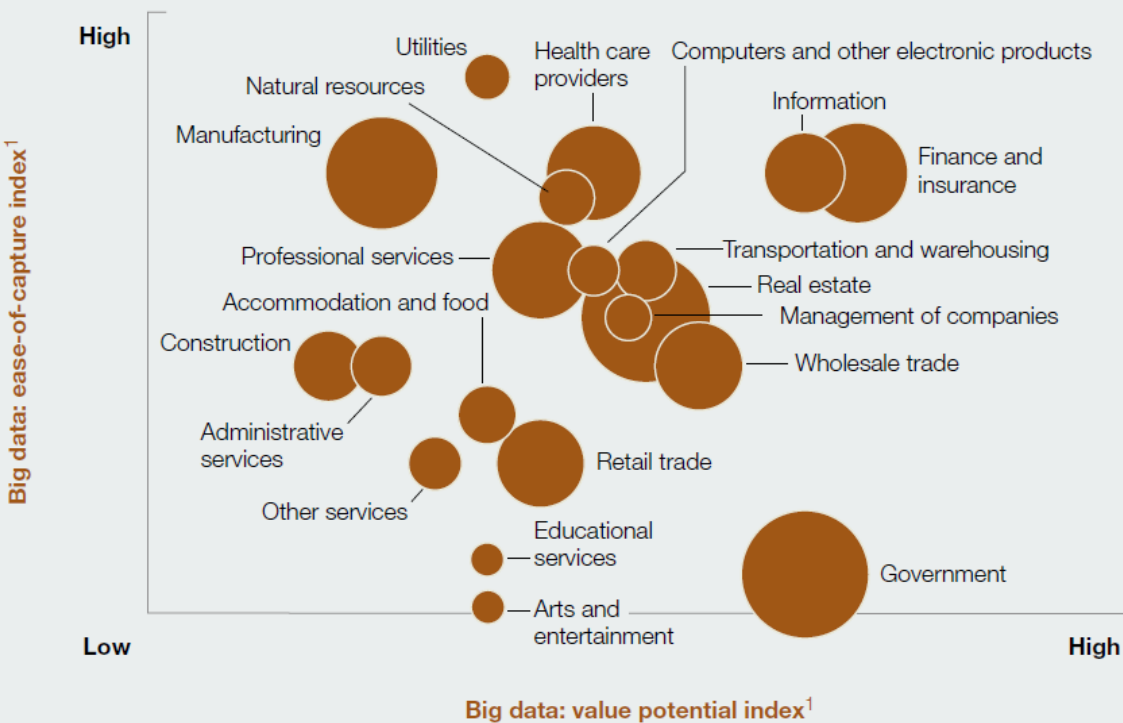 High
Utilities
Health care
providers
Computers and other electronic products
Natural resources
Information
Manufacturing
Finance and
insurance
Professional services
Transportation and warehousing
Real estate
Accommodation and food
Management of companies
Construction
Wholesale trade
Administrative
services
Retail trade
Other services
Educational
services
Government
Arts and
entertainment
Low
High
Big data: ease-of-capture index1
Big data: value potential index1